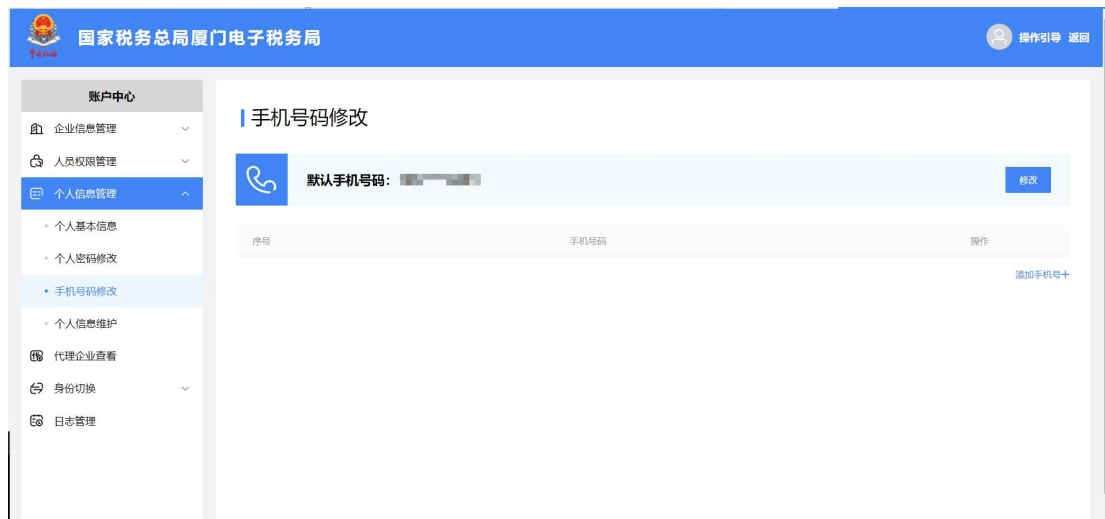 国家税务总局厦门电子税务局
操作引导 返回
账户中心
企业信息管理
人员权限管理
个人信息管理
个人基本信息
个人密码修改
手机号码修改
个人信息维护
代理企业查看
身份切换
日志管理
手机号码修改
默认手机号码：
修改
序号 手机号码 操作
添加手机号+